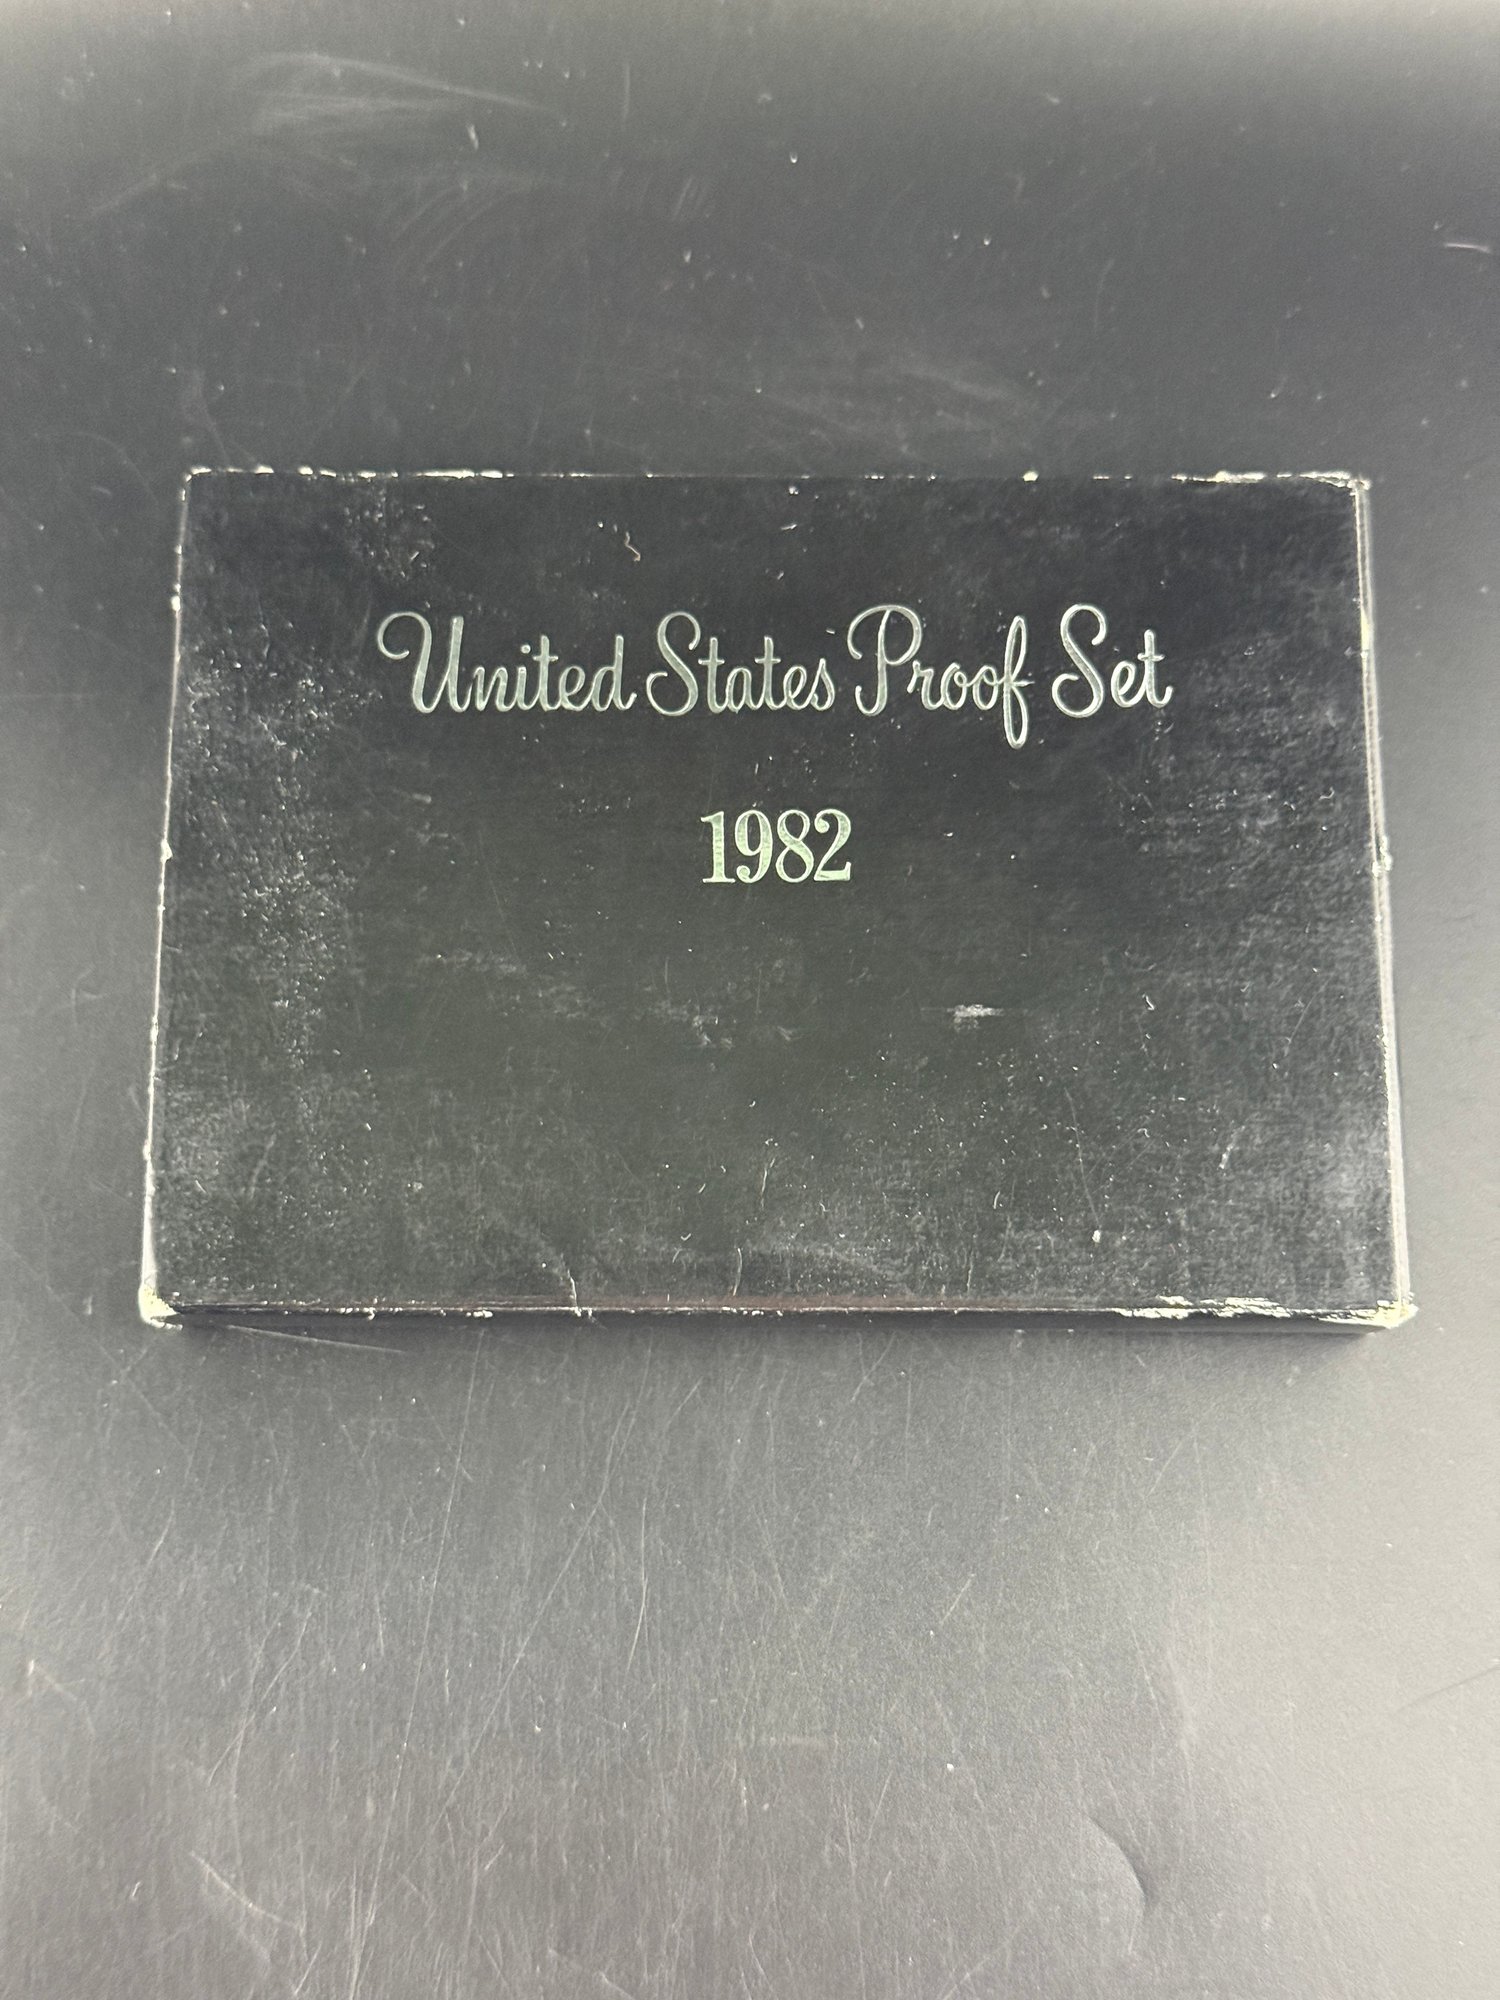 United States Proof Set
1982